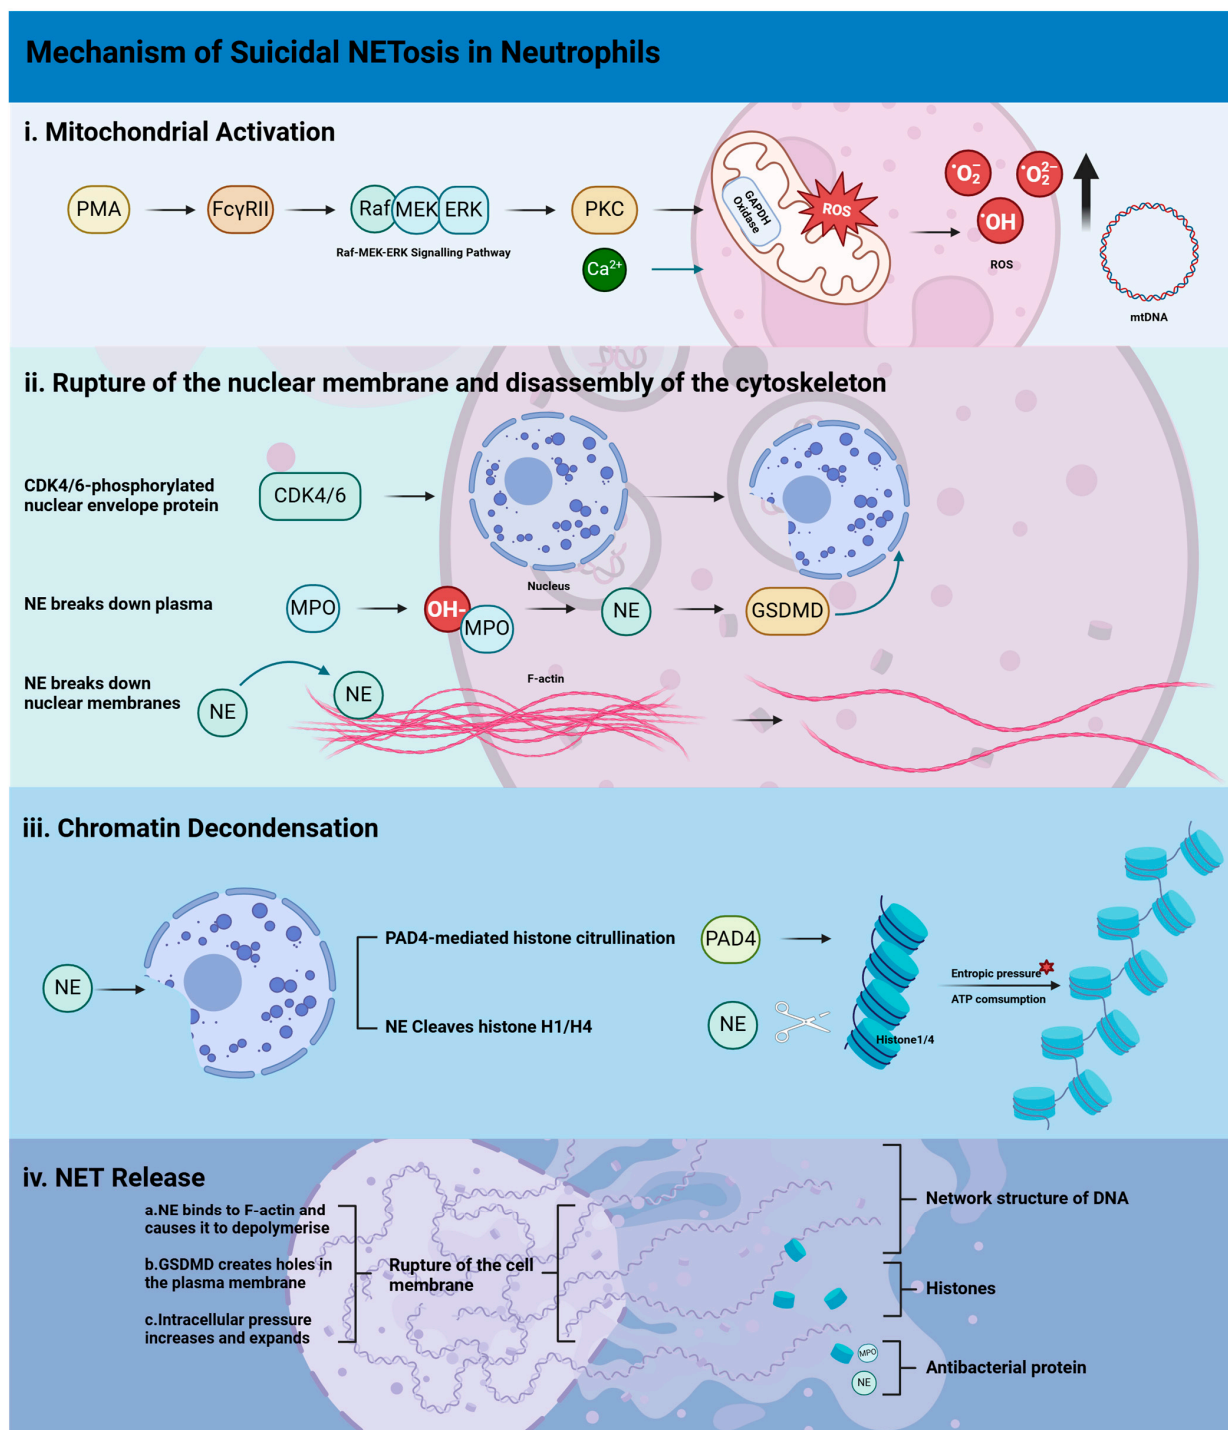 Mechanism of Suicidal NETosis in Neutrophils
i. Mitochondrial Activation
PMA
FcγRII
Raf
MEK
ERK
Raf-MEK-ERK Signalling Pathway
PKC
Ca2+
GAPDH
Oxidase
ROS
•O2−
•O22−
•OH
ROS
mtDNA
ii. Rupture of the nuclear membrane and disassembly of the cytoskeleton
CDK4/6-phosphorylated
nuclear envelope protein
CDK4/6
Nucleus
NE breaks down plasma
MPO
OH-
MPO
NE
GSDMD
NE breaks down
nuclear membranes
NE
NE
F-actin
iii. Chromatin Decondensation
NE
PAD4-mediated histone citrullination
NE Cleaves histone H1/H4
PAD4
NE
Histone1/4
Entropic pressure
ATP comsumption
iv. NET Release
a.NE binds to F-actin and
causes it to depolymerise
b.GSDMD creates holes in
the plasma membrane
c.Intracellular pressure
increases and expands
Rupture of the cell
membrane
Network structure of DNA
Histones
MPO
NE
Antibacterial protein